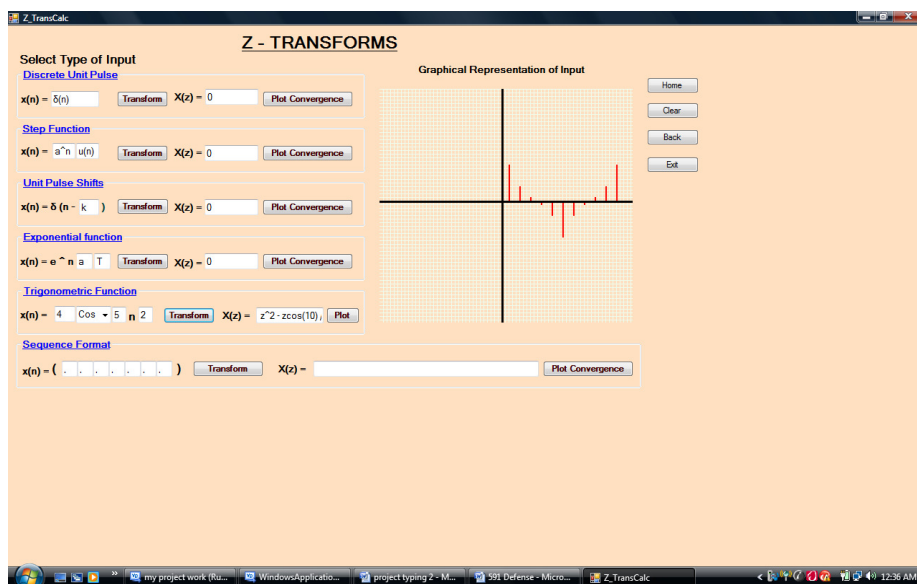 Z_TransCalc
Z - TRANSFORMS
Select Type of Input
Graphical Representation of Input
Discrete Unit Pulse
x(n) = δ(n) Transform X(z) = 0 Plot Convergence
Home
Clear
Back
Exit
Step Function
x(n) = a^n u(n) Transform X(z) = 0 Plot Convergence
Unit Pulse Shifts
x(n) = δ (n - k ) Transform X(z) = 0 Plot Convergence
Exponential function
x(n) = e ^ n a T Transform X(z) = 0 Plot Convergence
Trigonometric Function
x(n) = 4 Cos 5 n 2 Transform X(z) = z^2 - zcos(10) / Plot
Sequence Format
x(n) = ( . . . . . . . ) Transform X(z) = Plot Convergence
» my project work (Ru... WindowsApplicatio... project typing 2 - M... 591 Defense - Micro... Z_TransCalc < 12:36 AM